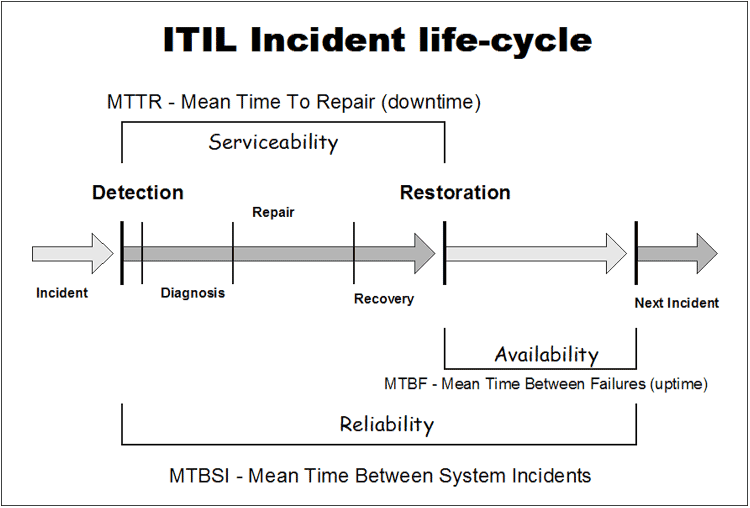 ITIL Incident life-cycle
MTTR - Mean Time To Repair (downtime)
Serviceability
Detection
Restoration
Repair
Incident
Diagnosis
Recovery
Next Incident
Availability
MTBF - Mean Time Between Failures (uptime)
Reliability
MTBSI - Mean Time Between System Incidents